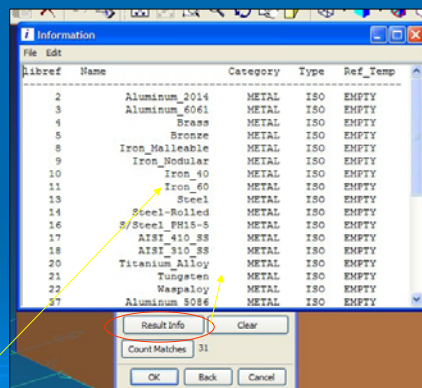 Information
File Edit
libref Name Category Type Ref_Temp
2 Aluminum_2014 METAL ISO EMPTY
3 Aluminum_6061 METAL ISO EMPTY
4 Brass METAL ISO EMPTY
5 Bronze METAL ISO EMPTY
8 Iron_Malleable METAL ISO EMPTY
9 Iron_Nodular METAL ISO EMPTY
10 Iron_40 METAL ISO EMPTY
11 Iron_60 METAL ISO EMPTY
13 Steel METAL ISO EMPTY
14 Steel-Rolled METAL ISO EMPTY
16 S/Steel_PH15-5 METAL ISO EMPTY
17 AISI_410_SS METAL ISO EMPTY
18 AISI_310_SS METAL ISO EMPTY
20 Titanium_Alloy METAL ISO EMPTY
21 Tungsten METAL ISO EMPTY
22 Waspaloy METAL ISO EMPTY
37 Aluminum_5086 METAL ISO EMPTY
Result Info Clear
Count Matches 31
OK Back Cancel